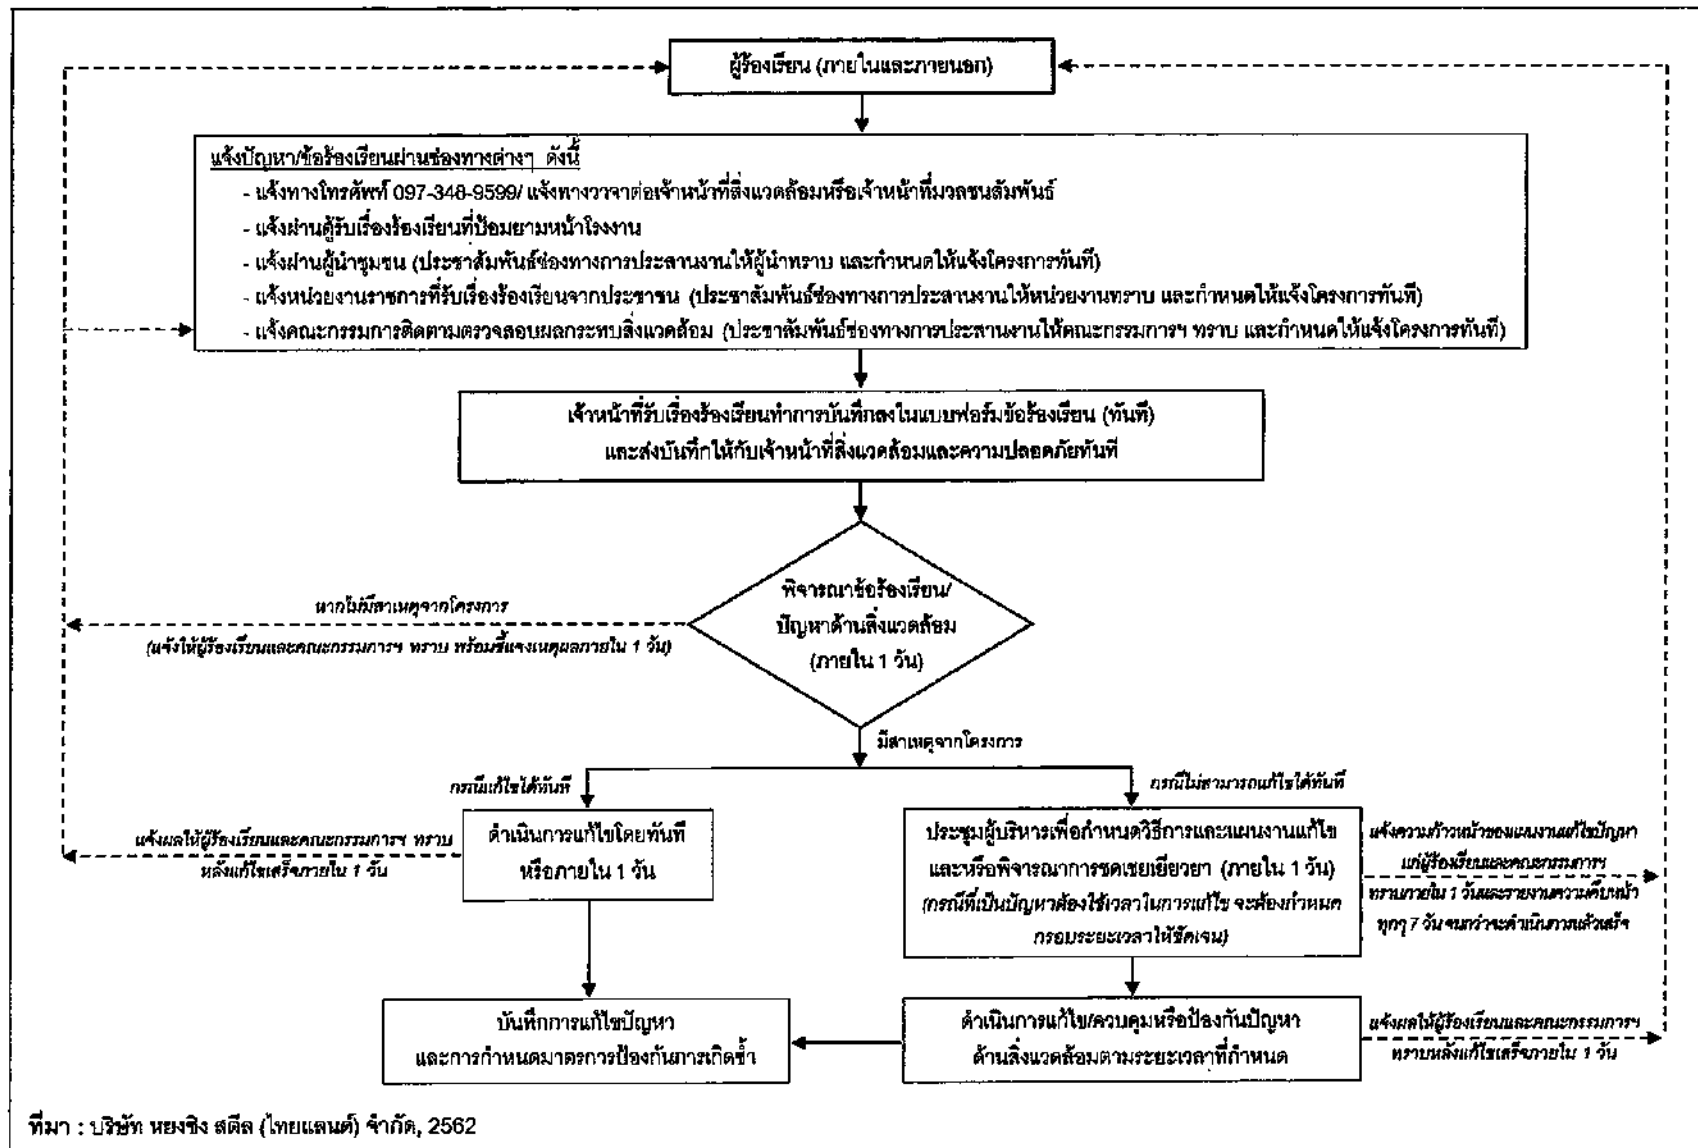 ผู้ร้องเรียน (ภายในและภายนอก)
แจ้งปัญหา/ข้อร้องเรียนผ่านช่องทางต่างๆ ดังนี้
- แจ้งทางโทรศัพท์ 097-348-9599/ แจ้งทางวาจาต่อเจ้าหน้าที่สิ่งแวดล้อมหรือเจ้าหน้าที่มวลชนสัมพันธ์
- แจ้งผ่านตู้รับเรื่องร้องเรียนที่ป้อมยามหน้าโรงงาน
- แจ้งผ่านผู้นำชุมชน (ประชาสัมพันธ์ช่องทางการประสานงานให้ผู้นำทราบ และกำหนดให้แจ้งโครงการทันที)
- แจ้งหน่วยงานราชการที่รับเรื่องร้องเรียนจากประชาชน (ประชาสัมพันธ์ช่องทางการประสานงานให้หน่วยงานทราบ และกำหนดให้แจ้งโครงการทันที)
- แจ้งคณะกรรมการติดตามตรวจสอบผลกระทบสิ่งแวดล้อม (ประชาสัมพันธ์ช่องทางการประสานงานให้คณะกรรมการฯ ทราบ และกำหนดให้แจ้งโครงการทันที)
เจ้าหน้าที่รับเรื่องร้องเรียนทำการบันทึกลงในแบบฟอร์มข้อร้องเรียน (ทันที)
และส่งบันทึกให้กับเจ้าหน้าที่สิ่งแวดล้อมและความปลอดภัยทันที
พิจารณาข้อร้องเรียน/
ปัญหาด้านสิ่งแวดล้อม
(ภายใน 1 วัน)
หากไม่มีสาเหตุจากโครงการ
(แจ้งให้ผู้ร้องเรียนและคณะกรรมการฯ ทราบ พร้อมชี้แจงเหตุผลภายใน 1 วัน)
มีสาเหตุจากโครงการ
กรณีแก้ไขได้ทันที
กรณีไม่สามารถแก้ไขได้ทันที
ดำเนินการแก้ไขโดยทันที
หรือภายใน 1 วัน
แจ้งผลให้ผู้ร้องเรียนและคณะกรรมการฯ ทราบ
หลังแก้ไขเสร็จภายใน 1 วัน
ประชุมผู้บริหารเพื่อกำหนดวิธีการและแผนงานแก้ไข
และหรือพิจารณาการชดเชยเยียวยา (ภายใน 1 วัน)
(กรณีที่เป็นปัญหาต้องใช้เวลาในการแก้ไข จะต้องกำหนด
กรอบระยะเวลาให้ชัดเจน)
แจ้งความก้าวหน้าของแผนงานแก้ไขปัญหา
แก่ผู้ร้องเรียนและคณะกรรมการฯ
ทราบภายใน 1 วันและรายงานความคืบหน้า
ทุกๆ 7 วัน จนกว่าจะดำเนินการแล้วเสร็จ
บันทึกการแก้ไขปัญหา
และการกำหนดมาตรการป้องกันการเกิดซ้ำ
ดำเนินการแก้ไข/ควบคุมหรือป้องกันปัญหา
ด้านสิ่งแวดล้อมตามระยะเวลาที่กำหนด
แจ้งผลให้ผู้ร้องเรียนและคณะกรรมการฯ
ทราบหลังแก้ไขเสร็จภายใน 1 วัน
ที่มา : บริษัท หยงชิง สตีล (ไทยแลนด์) จำกัด, 2562